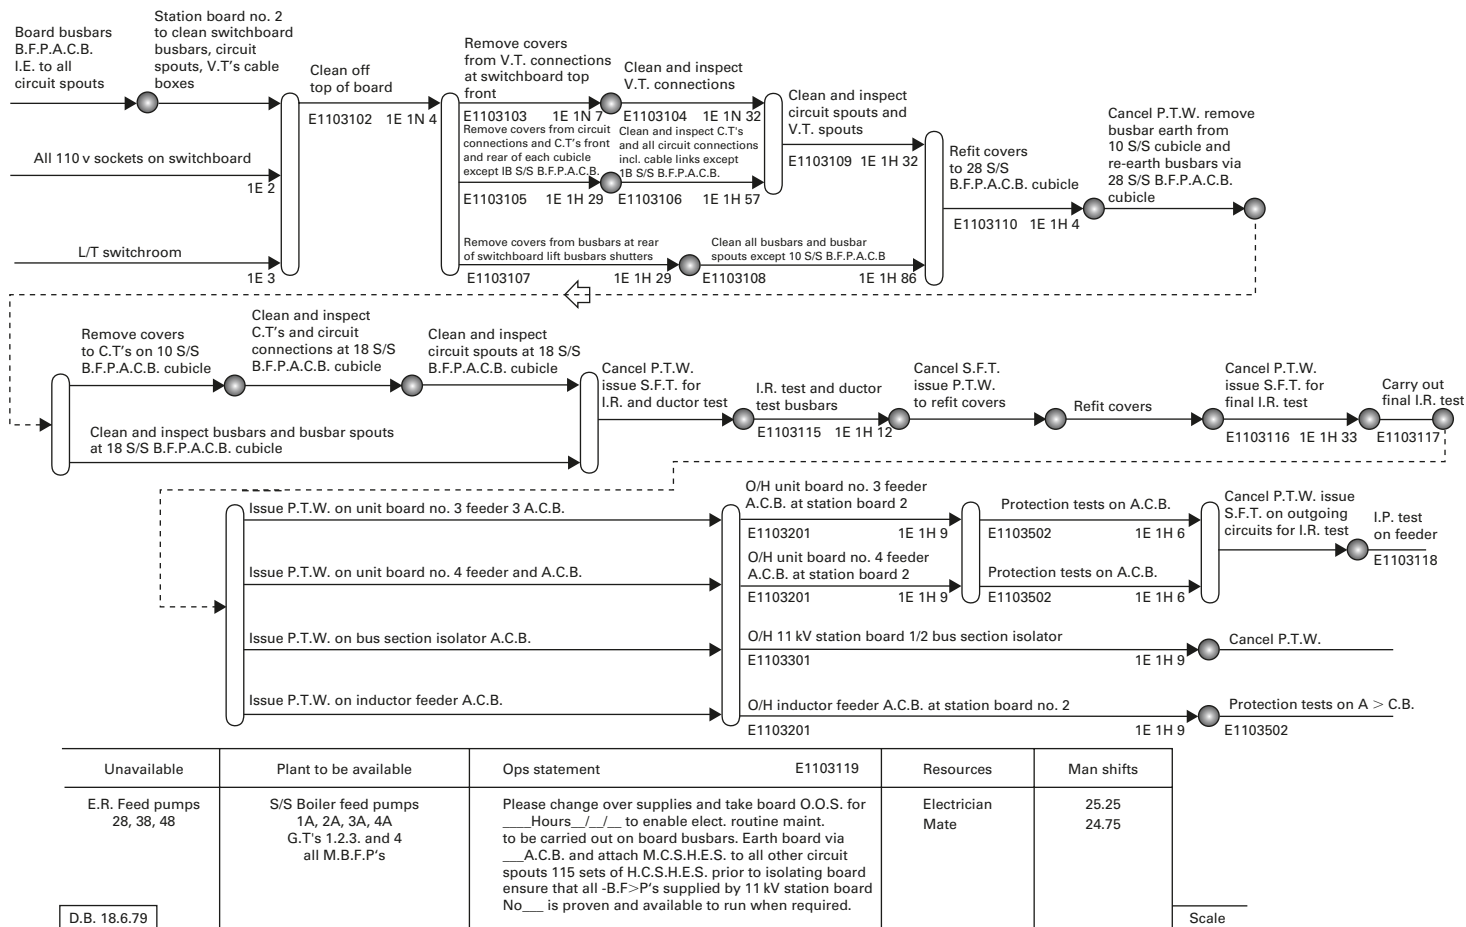 Board busbars
B.F.P.A.C.B.
I.E. to all
circuit spouts
Station board no. 2
to clean switchboard
busbars, circuit
spouts, V.T's cable
boxes
All 110 v sockets on switchboard
1E 2
L/T switchroom
1E 3
Clean off
top of board
E1103102 1E 1N 4
Remove covers
from V.T. connections
at switchboard top
front
E1103103 1E 1N 7
Clean and inspect
V.T. connections
E1103104 1E 1N 32
Remove covers from circuit
connections and C.T's front
and rear of each cubicle
except IB S/S B.F.P.A.C.B.
E1103105 1E 1H 29
Clean and inspect C.T's
and all circuit connections
incl. cable links except
1B S/S B.F.P.A.C.B.
E1103106 1E 1H 57
Remove covers from busbars at rear
of switchboard lift busbars shutters
E1103107 1E 1H 29
Clean all busbars and busbar
spouts except 10 S/S B.F.P.A.C.B
E1103108 1E 1H 86
Clean and inspect
circuit spouts and
V.T. spouts
E1103109 1E 1H 32
Refit covers
to 28 S/S
B.F.P.A.C.B. cubicle
E1103110 1E 1H 4
Cancel P.T.W. remove
busbar earth from
10 S/S cubicle and
re-earth busbars via
28 S/S B.F.P.A.C.B.
cubicle
Remove covers
to C.T's on 10 S/S
B.F.P.A.C.B. cubicle
Clean and inspect
C.T's and circuit
connections at 18 S/S
B.F.P.A.C.B. cubicle
Clean and inspect
circuit spouts at 18 S/S
B.F.P.A.C.B. cubicle
Clean and inspect busbars and busbar spouts
at 18 S/S B.F.P.A.C.B. cubicle
Cancel P.T.W.
issue S.F.T. for
I.R. and ductor test
I.R. test and ductor
test busbars
E1103115 1E 1H 12
Cancel S.F.T.
issue P.T.W.
to refit covers
Refit covers
Cancel P.T.W.
issue S.F.T. for
final I.R. test
E1103116 1E 1H 33
Carry out
final I.R. test
E1103117
Issue P.T.W. on unit board no. 3 feeder 3 A.C.B.
Issue P.T.W. on unit board no. 4 feeder and A.C.B.
Issue P.T.W. on bus section isolator A.C.B.
Issue P.T.W. on inductor feeder A.C.B.
O/H unit board no. 3 feeder
A.C.B. at station board 2
E1103201 1E 1H 9
Protection tests on A.C.B.
E1103502 1E 1H 6
O/H unit board no. 4 feeder
A.C.B. at station board 2
E1103201 1E 1H 9
Protection tests on A.C.B.
E1103502 1E 1H 6
Cancel P.T.W. issue
S.F.T. on outgoing
circuits for I.R. test
I.P. test
on feeder
E1103118
O/H 11 kV station board 1/2 bus section isolator
E1103301 1E 1H 9
Cancel P.T.W.
O/H inductor feeder A.C.B. at station board no. 2
E1103201 1E 1H 9
Protection tests on A > C.B.
E1103502
Unavailable
E.R. Feed pumps
28, 38, 48
Plant to be available
S/S Boiler feed pumps
1A, 2A, 3A, 4A
G.T's 1.2.3. and 4
all M.B.F.P's
Ops statement E1103119
Please change over supplies and take board O.O.S. for
____Hours__/__/__ to enable elect. routine maint.
to be carried out on board busbars. Earth board via
___A.C.B. and attach M.C.S.H.E.S. to all other circuit
spouts 115 sets of H.C.S.H.E.S. prior to isolating board
ensure that all -B.F>P's supplied by 11 kV station board
No___ is proven and available to run when required.
Resources
Electrician
Mate
Man shifts
25.25
24.75
D.B. 18.6.79
Scale